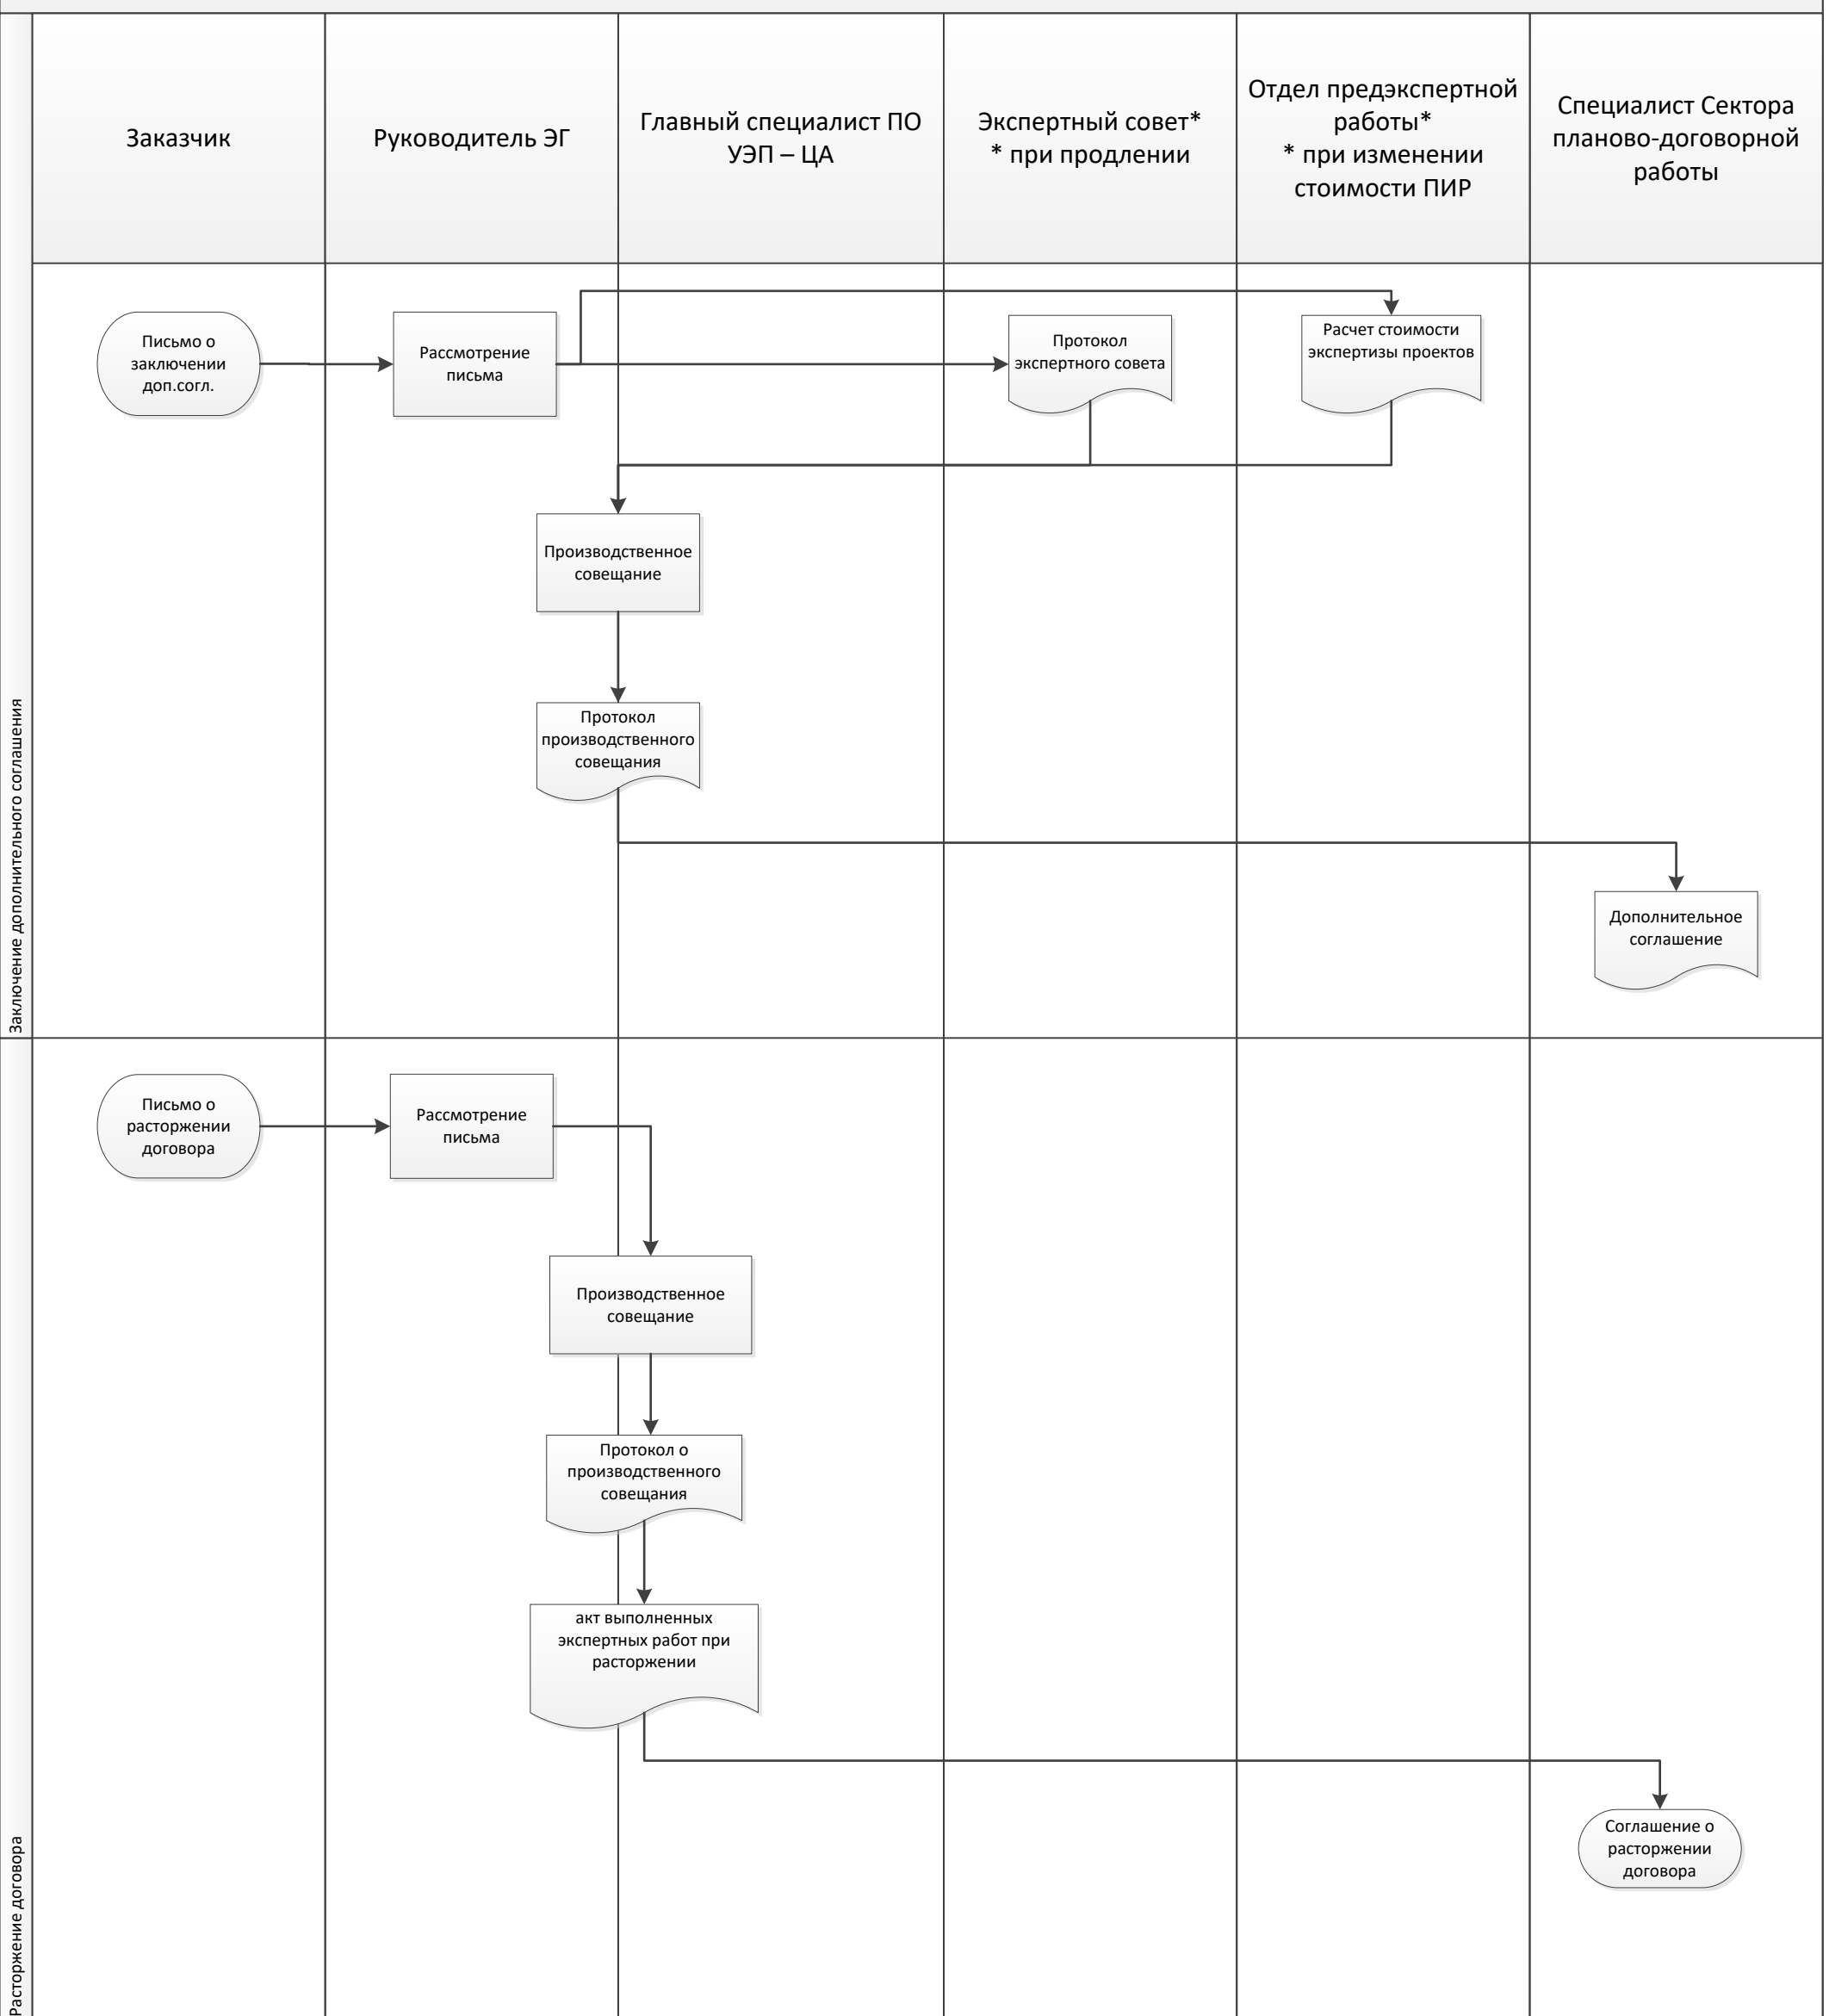 Заказчик
Руководитель ЭГ
Главный специалист ПО
УЭП – ЦА
Экспертный совет*
* при продлении
Отдел предэкспертной
работы*
* при изменении
стоимости ПИР
Специалист Сектора
планово-договорной
работы
Заключение дополнительного соглашения
Письмо о
заключении
доп.согл.
Рассмотрение
письма
Протокол
экспертного совета
Расчет стоимости
экспертизы проектов
Производственное
совещание
Протокол
производственного
совещания
Дополнительное
соглашение
Расторжение договора
Письмо о
расторжении
договора
Рассмотрение
письма
Производственное
совещание
Протокол о
производственного
совещания
акт выполненных
экспертных работ при
расторжении
Соглашение о
расторжении
договора